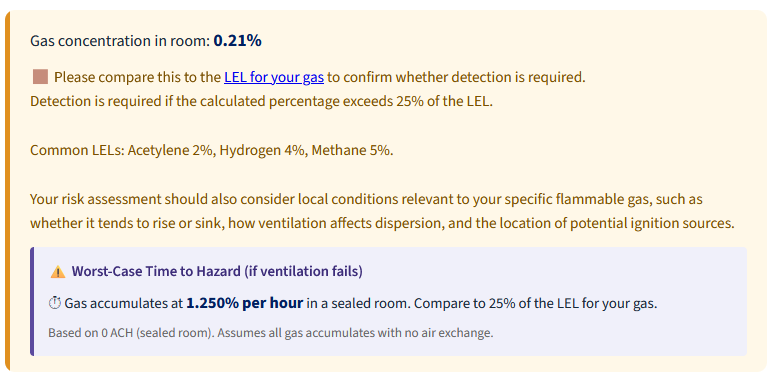 Gas concentration in room: 0.21%
🟫 Please compare this to the LEL for your gas to confirm whether detection is required.
Detection is required if the calculated percentage exceeds 25% of the LEL.
Common LELs: Acetylene 2%, Hydrogen 4%, Methane 5%.
Your risk assessment should also consider local conditions relevant to your specific flammable gas, such as
whether it tends to rise or sink, how ventilation affects dispersion, and the location of potential ignition sources.
⚠️ Worst-Case Time to Hazard (if ventilation fails)
⏱ Gas accumulates at 1.250% per hour in a sealed room. Compare to 25% of the LEL for your gas.
Based on 0 ACH (sealed room). Assumes all gas accumulates with no air exchange.